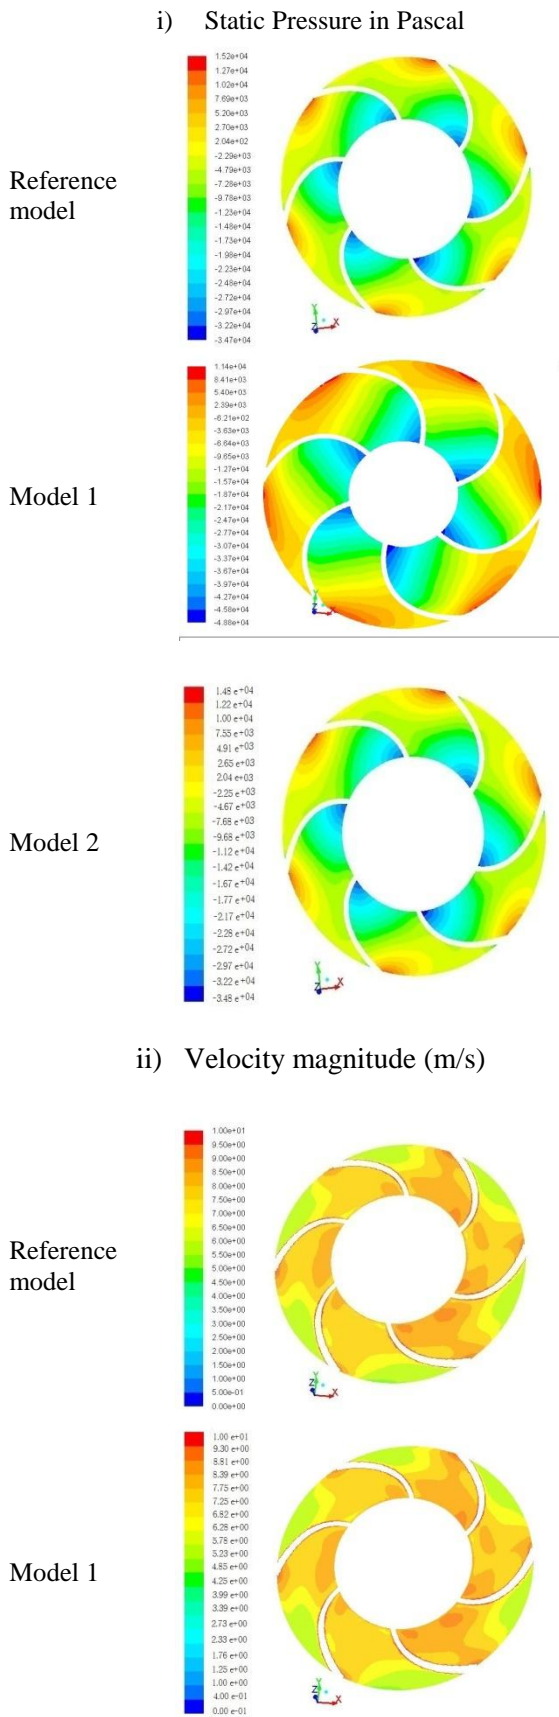 i) Static Pressure in Pascal
Reference
model
1.52e+04
1.27e+04
1.02e+04
7.69e+03
5.20e+03
2.70e+03
2.04e+02
-2.29e+03
-4.79e+03
-7.28e+03
-9.78e+03
-1.23e+04
-1.48e+04
-1.73e+04
-1.98e+04
-2.23e+04
-2.48e+04
-2.72e+04
-2.97e+04
-3.22e+04
-3.47e+04
Y
Z X
Model 1
1.14e+04
8.41e+03
5.40e+03
2.39e+03
-6.21e+02
-3.63e+03
-6.64e+03
-9.65e+03
-1.27e+04
-1.57e+04
-1.87e+04
-2.17e+04
-2.47e+04
-2.77e+04
-3.07e+04
-3.37e+04
-3.67e+04
-3.97e+04
-4.27e+04
-4.58e+04
-4.88e+04
Y
Z X
Model 2
1.48 e+04
1.22 e+04
1.00 e+04
7.55 e+03
4.91 e+03
2.65 e+03
2.04 e+03
-2.25 e+03
-4.67 e+03
-7.68 e+03
-9.68 e+03
-1.12 e+04
-1.42 e+04
-1.67 e+04
-1.77 e+04
-2.17 e+04
-2.28 e+04
-2.72 e+04
-2.97 e+04
-3.22 e+04
-3.48 e+04
Y
Z X
ii) Velocity magnitude (m/s)
Reference
model
1.00e+01
9.50e+00
9.00e+00
8.50e+00
8.00e+00
7.50e+00
7.00e+00
6.50e+00
6.00e+00
5.50e+00
5.00e+00
4.50e+00
4.00e+00
3.50e+00
3.00e+00
2.50e+00
2.00e+00
1.50e+00
1.00e+00
5.00e-01
0.00e+00
Y
Z X
Model 1
1.00 e+01
9.30 e+00
8.81 e+00
8.39 e+00
7.75 e+00
7.25 e+00
6.82 e+00
6.28 e+00
5.78 e+00
5.23 e+00
4.85 e+00
4.25 e+00
3.99 e+00
3.39 e+00
2.73 e+00
2.33 e+00
1.76 e+00
1.25 e+00
1.00 e+00
4.00 e-01
0.00 e-01
Y
Z X